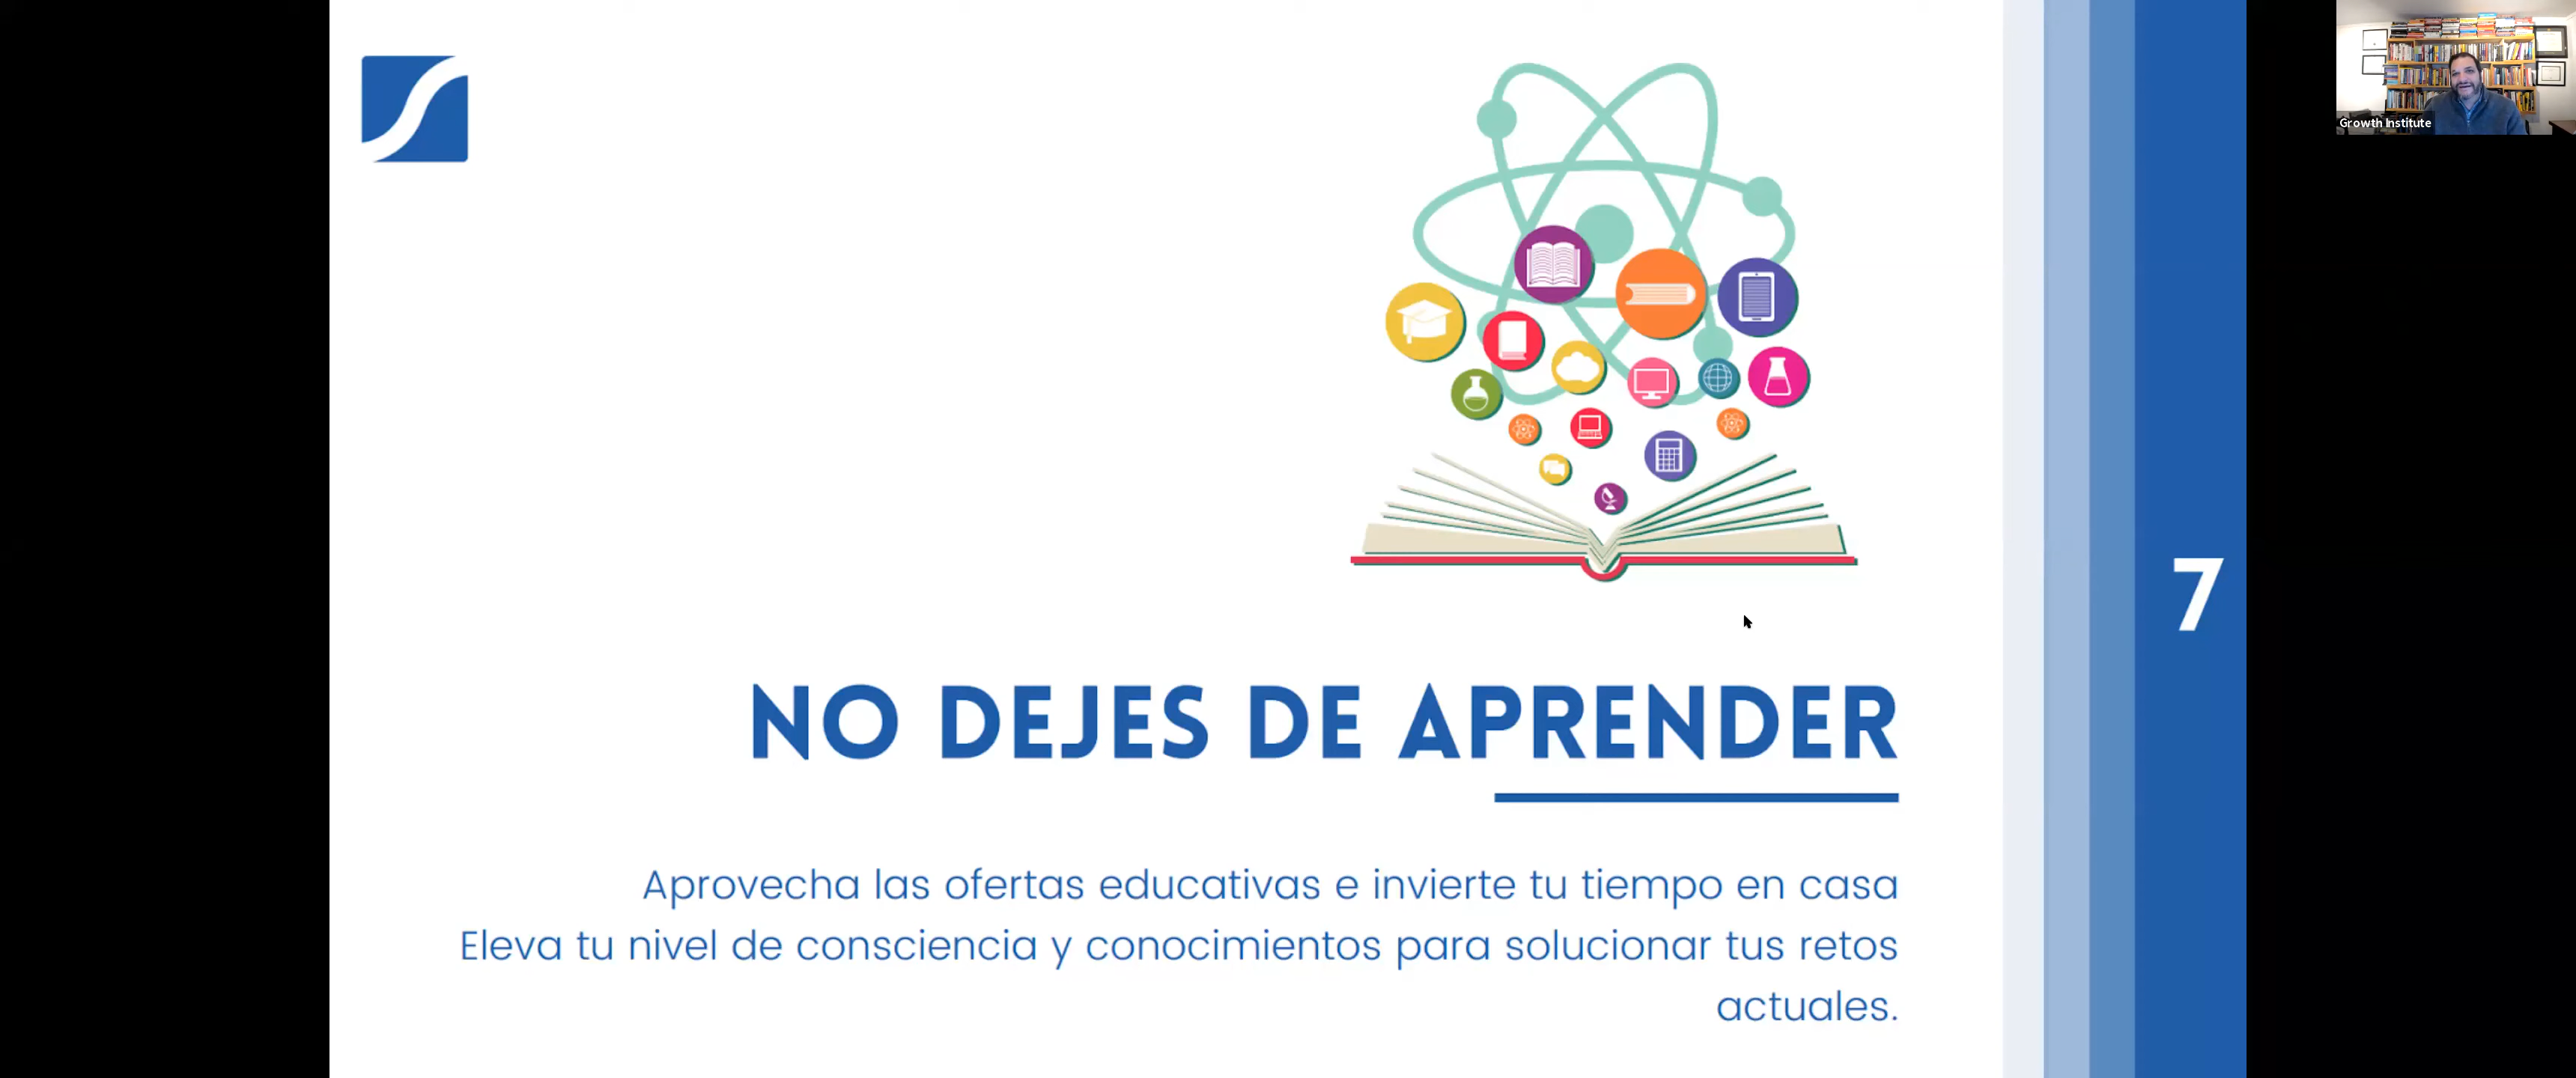 Growth Institute
7
NO DEJES DE APRENDER
Aprovecha las ofertas educativas e invierte tu tiempo en casa
Eleva tu nivel de consciencia y conocimientos para solucionar tus retos
actuales.